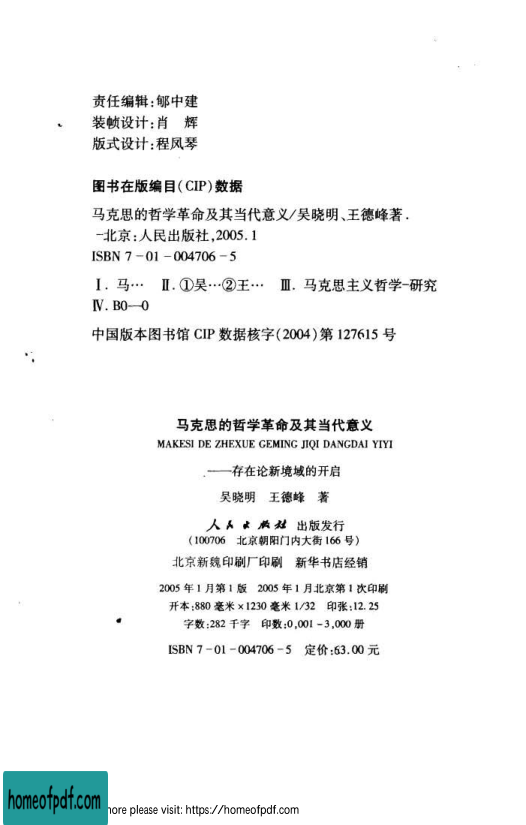 责任编辑:郇中建
装帧设计:肖　辉
版式设计:程凤琴
图书在版编目(CIP)数据
马克思的哲学革命及其当代意义/吴晓明、王德峰著.
-北京:人民出版社,2005.1
ISBN 7-01-004706-5
Ⅰ. 马… Ⅱ.①吴…②王… Ⅲ. 马克思主义哲学-研究
Ⅳ. B0—0
中国版本图书馆 CIP 数据核字(2004)第 127615 号
马克思的哲学革命及其当代意义
MAKESI DE ZHEXUE GEMING JIQI DANGDAI YIYI
——存在论新境域的开启
吴晓明　王德峰　著
人民出版社 出版发行
(100706 北京朝阳门内大街 166 号)
北京新魏印刷厂印刷　新华书店经销
2005 年 1 月第 1 版　2005 年 1 月北京第 1 次印刷
开本:880 毫米×1230 毫米 1/32　印张:12.25
字数:282 千字　印数:0,001-3,000 册
ISBN 7-01-004706-5　定价:63.00 元
homeofpdf.com more please visit: https://homeofpdf.com